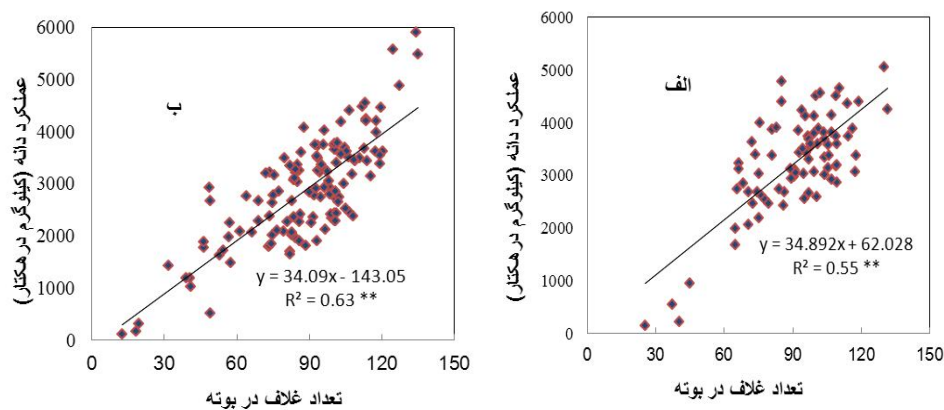 عملکرد دانه (کیلوگرم در هکتار)
6000
5000
4000
3000
2000
1000
0
الف
y = 34.892x + 62.028
R² = 0.55 **
0 30 60 90 120 150
تعداد غلاف در بوته
عملکرد دانه (کیلوگرم در هکتار)
6000
5000
4000
3000
2000
1000
0
ب
y = 34.09x - 143.05
R² = 0.63 **
0 30 60 90 120 150
تعداد غلاف در بوته